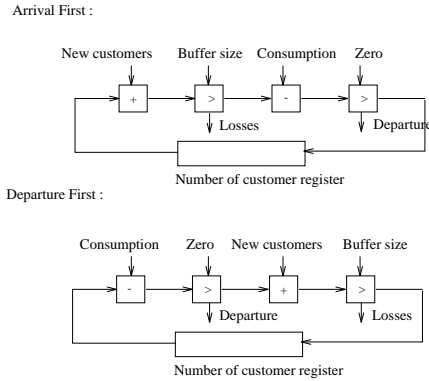 Arrival First :
New customers Buffer size Consumption Zero
+ > - >
Losses Departure
Number of customer register
Departure First :
Consumption Zero New customers Buffer size
- > + >
Departure Losses
Number of customer register